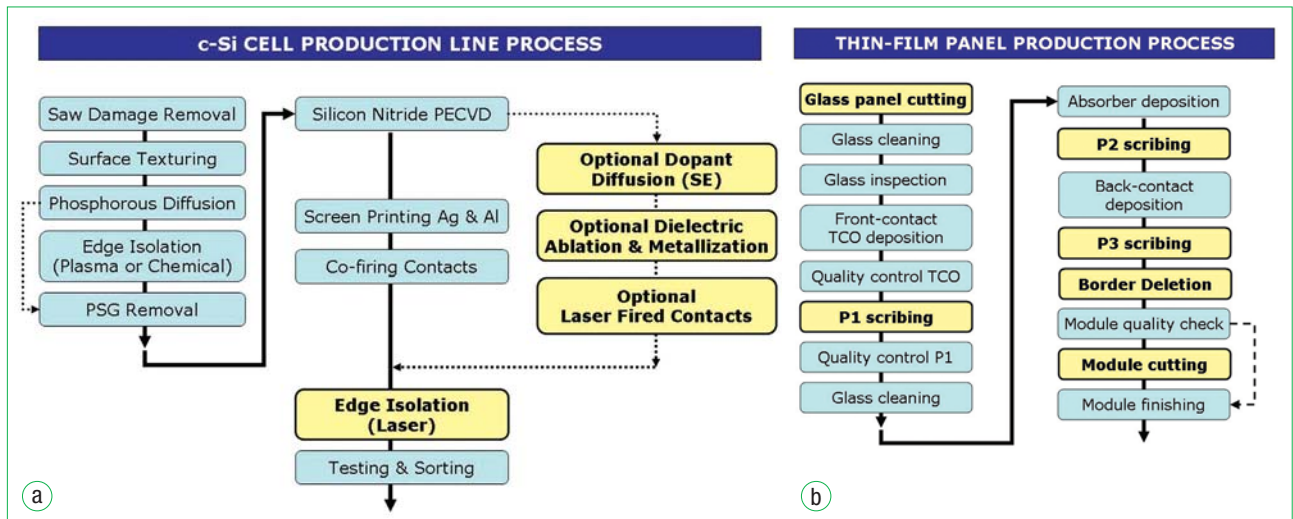 c-Si CELL PRODUCTION LINE PROCESS
Saw Damage Removal
Surface Texturing
Phosphorous Diffusion
Edge Isolation
(Plasma or Chemical)
PSG Removal
Silicon Nitride PECVD
Screen Printing Ag & Al
Co-firing Contacts
Optional Dopant
Diffusion (SE)
Optional Dielectric
Ablation & Metallization
Optional
Laser Fired Contacts
Edge Isolation
(Laser)
Testing & Sorting
a
THIN-FILM PANEL PRODUCTION PROCESS
Glass panel cutting
Glass cleaning
Glass inspection
Front-contact
TCO deposition
Quality control TCO
P1 scribing
Quality control P1
Glass cleaning
Absorber deposition
P2 scribing
Back-contact
deposition
P3 scribing
Border Deletion
Module quality check
Module cutting
Module finishing
b